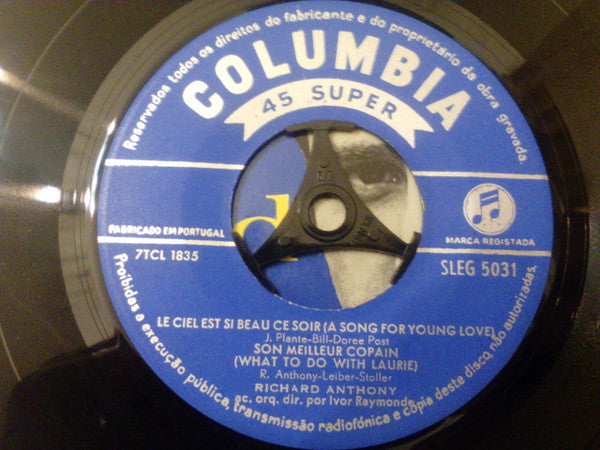 Reservados todos os direitos do fabricante e do proprietário da obra gravada.
COLUMBIA
45 SUPER
FABRICADO EM PORTUGAL
MARCA REGISTADA
7TCL 1835
SLEG 5031
LE CIEL EST SI BEAU CE SOIR (A SONG FOR YOUNG LOVE)
J. Plante-Bill-Doree Post
SON MEILLEUR COPAIN
(WHAT TO DO WITH LAURIE)
R. Anthony-Leiber-Stoller
RICHARD ANTHONY
ac. orq. dir. por Ivor Raymonde
Proibidas a execução pública, transmissão radiofónica e cópia deste disco, não autorizadas.